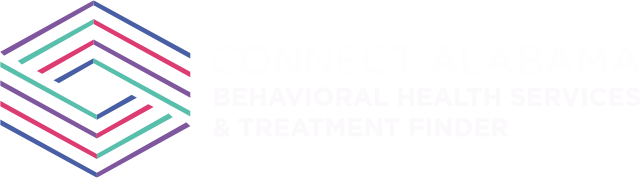 CONNECT ALABAMA
BEHAVIORAL HEALTH SERVICES
& TREATMENT FINDER